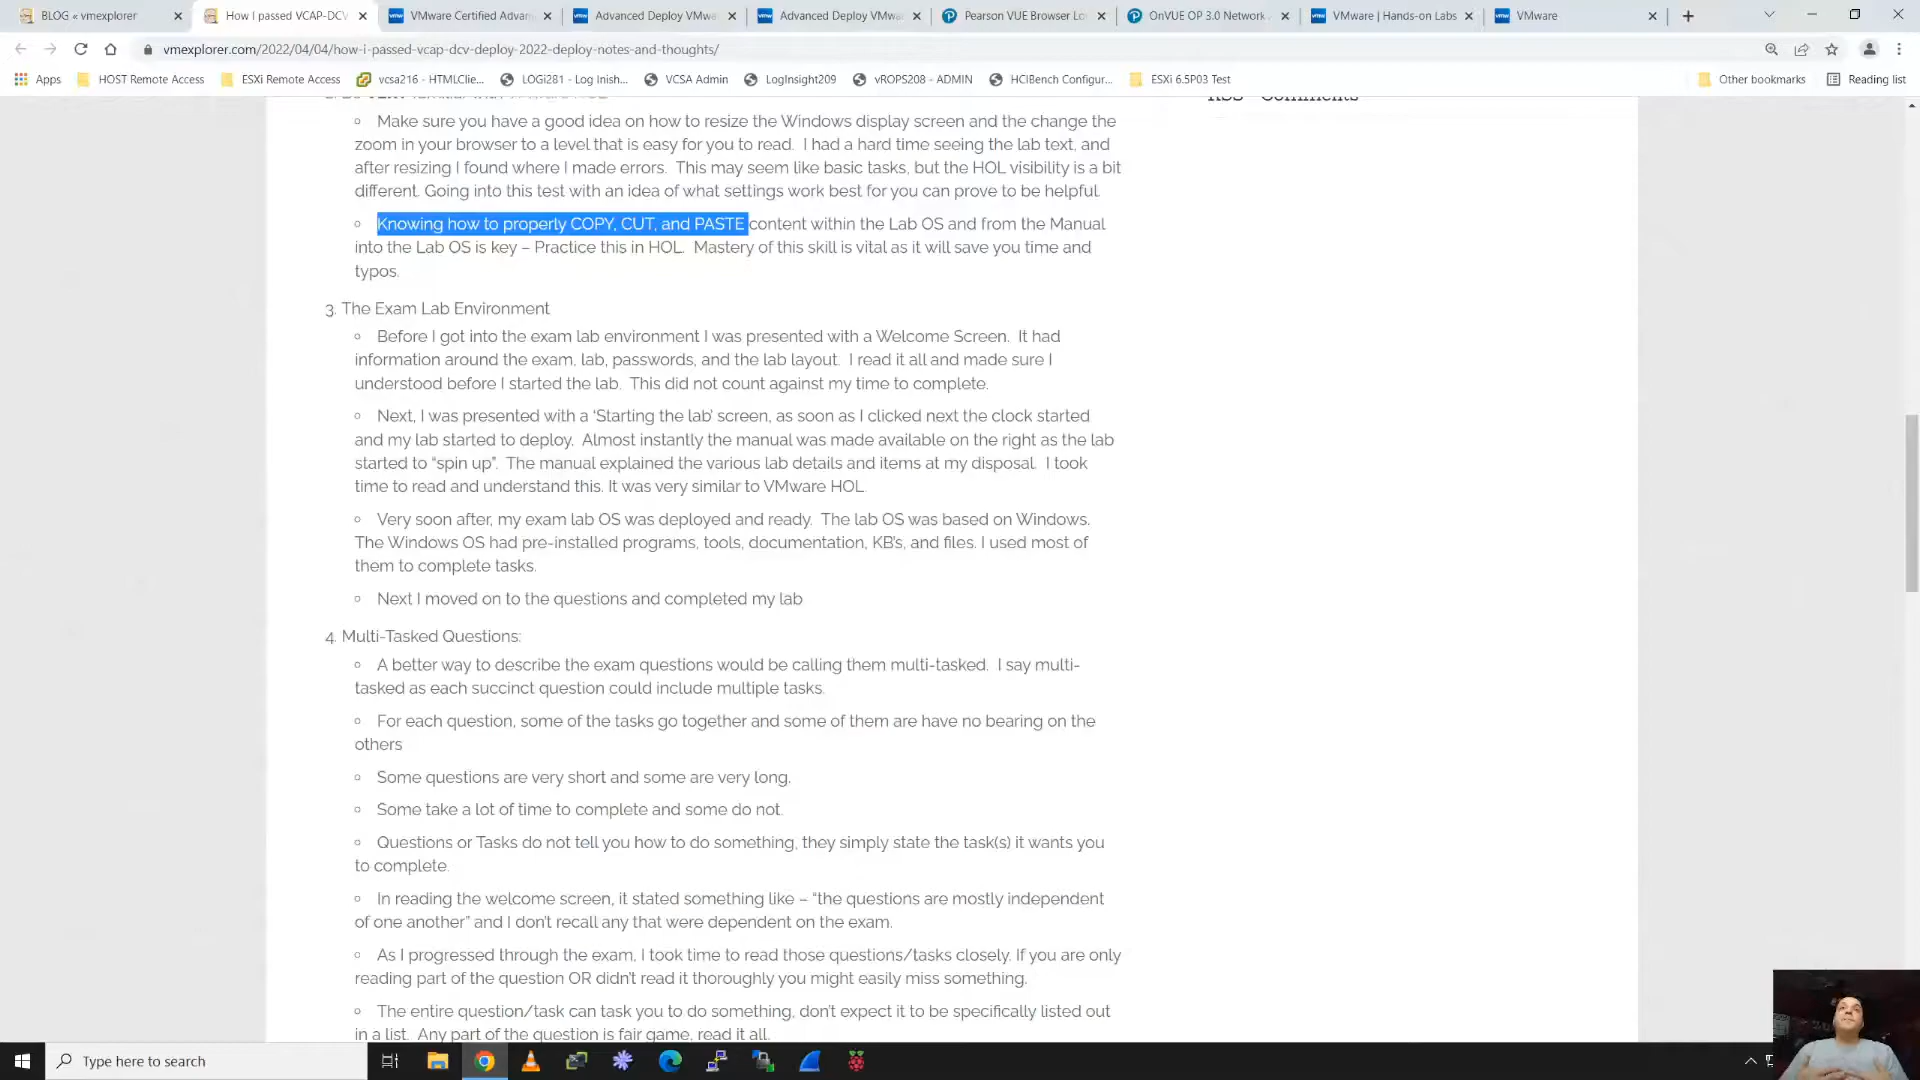 BLOG « vmexplorer
How I passed VCAP-DCV
VMware Certified Advan
Advanced Deploy VMwa
Advanced Deploy VMwa
Pearson VUE Browser Lo
OnVUE OP 3.0 Network
VMware | Hands-on Labs
VMware
vmexplorer.com/2022/04/04/how-i-passed-vcap-dcv-deploy-2022-deploy-notes-and-thoughts/
Apps
HOST Remote Access
ESXi Remote Access
vcsa216 - HTMLClie...
LOGi281 - Log Inish...
VCSA Admin
LogInsight209
vROPS208 - ADMIN
HCIBench Configur...
ESXi 6.5P03 Test
Other bookmarks
Reading list
Make sure you have a good idea on how to resize the Windows display screen and the change the
zoom in your browser to a level that is easy for you to read. I had a hard time seeing the lab text, and
after resizing I found where I made errors. This may seem like basic tasks, but the HOL visibility is a bit
different. Going into this test with an idea of what settings work best for you can prove to be helpful.
Knowing how to properly COPY, CUT, and PASTE content within the Lab OS and from the Manual
into the Lab OS is key – Practice this in HOL. Mastery of this skill is vital as it will save you time and
typos.
3. The Exam Lab Environment
Before I got into the exam lab environment I was presented with a Welcome Screen. It had
information around the exam, lab, passwords, and the lab layout. I read it all and made sure I
understood before I started the lab. This did not count against my time to complete.
Next, I was presented with a ‘Starting the lab’ screen, as soon as I clicked next the clock started
and my lab started to deploy. Almost instantly the manual was made available on the right as the lab
started to “spin up”. The manual explained the various lab details and items at my disposal. I took
time to read and understand this. It was very similar to VMware HOL.
Very soon after, my exam lab OS was deployed and ready. The lab OS was based on Windows.
The Windows OS had pre-installed programs, tools, documentation, KB's, and files. I used most of
them to complete tasks.
Next I moved on to the questions and completed my lab
4. Multi-Tasked Questions:
A better way to describe the exam questions would be calling them multi-tasked. I say multi-
tasked as each succinct question could include multiple tasks.
For each question, some of the tasks go together and some of them are have no bearing on the
others
Some questions are very short and some are very long.
Some take a lot of time to complete and some do not.
Questions or Tasks do not tell you how to do something, they simply state the task(s) it wants you
to complete.
In reading the welcome screen, it stated something like – “the questions are mostly independent
of one another” and I don't recall any that were dependent on the exam.
As I progressed through the exam, I took time to read those questions/tasks closely. If you are only
reading part of the question OR didn't read it thoroughly you might easily miss something.
The entire question/task can task you to do something, don't expect it to be specifically listed out
in a list. Any part of the question is fair game, read it all.
Type here to search